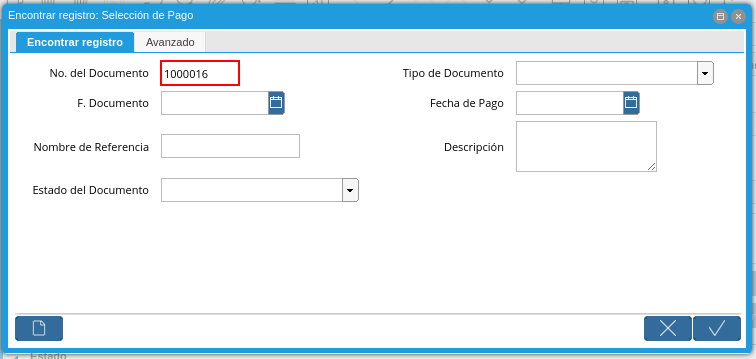 Encontrar registro: Selección de Pago
Encontrar registro Avanzado
No. del Documento 1000016 Tipo de Documento
F. Documento Fecha de Pago
Nombre de Referencia Descripción
Estado del Documento
Estado